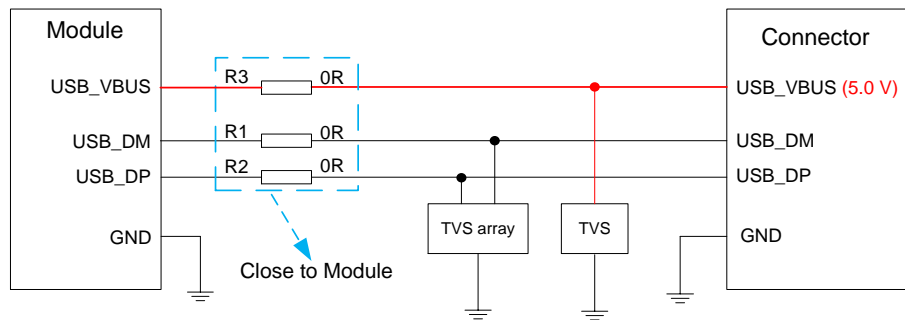 Module
Connector
R3
0R
USB_VBUS
USB_VBUS (5.0 V)
R1
0R
USB_DM
USB_DM
R2
0R
USB_DP
USB_DP
TVS array
TVS
GND
GND
Close to Module